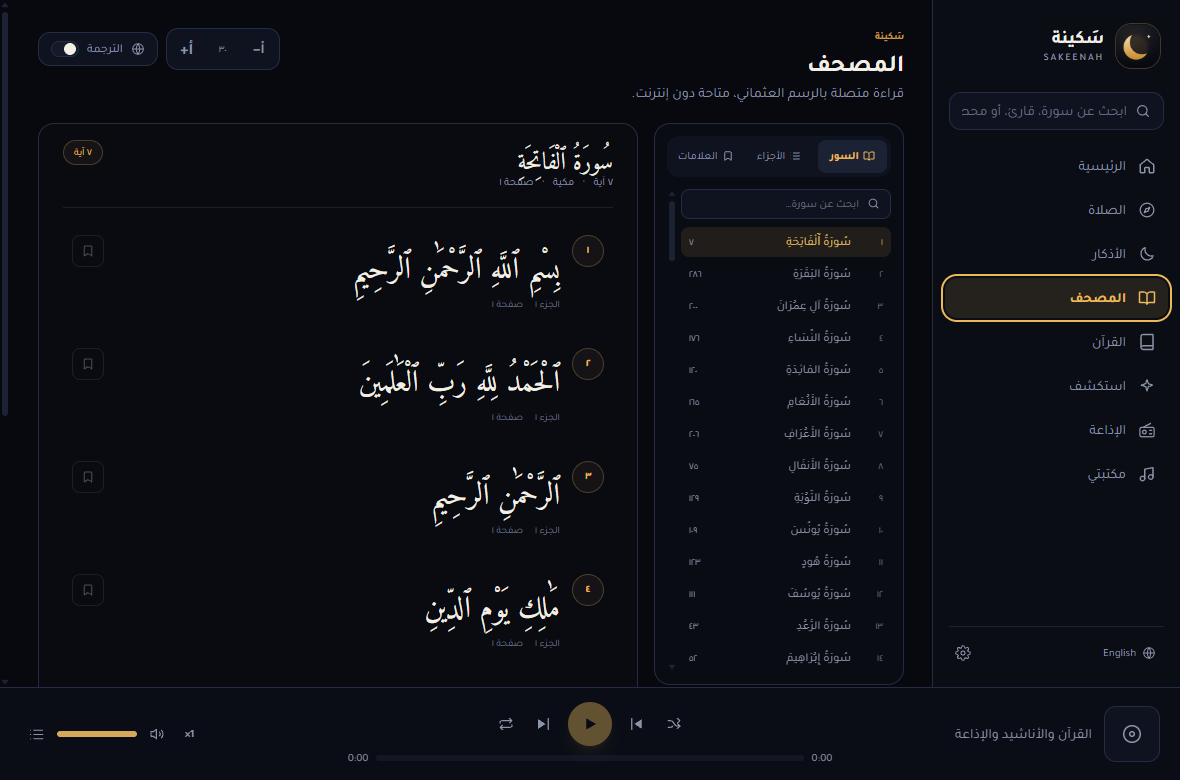 سَكينة
SAKEENAH
ابحث عن سورة، قارئ، أو محد
الرئيسية
الصلاة
الأذكار
المصحف
القرآن
استكشف
الإذاعة
مكتبتي
English
سَكينة
المصحف
قراءة متصلة بالرسم العثماني، متاحة دون إنترنت.
أ− ٣٠ أ+
الترجمة
السور الأجزاء العلامات
ابحث عن سورة…
١ سُورَةُ ٱلْفَاتِحَةِ ٧
٢ سُورَةُ البَقَرَةِ ٢٨٦
٣ سُورَةُ آلِ عِمۡرَانَ ٢٠٠
٤ سُورَةُ النِّسَاءِ ١٧٦
٥ سُورَةُ المَائـِدَةِ ١٢٠
٦ سُورَةُ الأَنۡعَامِ ١٦٥
٧ سُورَةُ الأَعۡرَافِ ٢٠٦
٨ سُورَةُ الأَنفَالِ ٧٥
٩ سُورَةُ التَّوۡبَةِ ١٢٩
١٠ سُورَةُ يُونُسَ ١٠٩
١١ سُورَةُ هُودٍ ١٢٣
١٢ سُورَةُ يُوسُفَ ١١١
١٣ سُورَةُ الرَّعۡدِ ٤٣
١٤ سُورَةُ إِبۡرَاهِيمَ ٥٢
سُورَةُ ٱلْفَاتِحَةِ
٧ آية · مكية · صفحة ١
٧ آية
١ بِسْمِ ٱللَّهِ ٱلرَّحْمَٰنِ ٱلرَّحِيمِ
الجزء ١ صفحة ١
٢ ٱلْحَمْدُ لِلَّهِ رَبِّ ٱلْعَٰلَمِينَ
الجزء ١ صفحة ١
٣ ٱلرَّحْمَٰنِ ٱلرَّحِيمِ
الجزء ١ صفحة ١
٤ مَٰلِكِ يَوْمِ ٱلدِّينِ
الجزء ١ صفحة ١
القرآن والأناشيد والإذاعة
0:00 0:00
x1